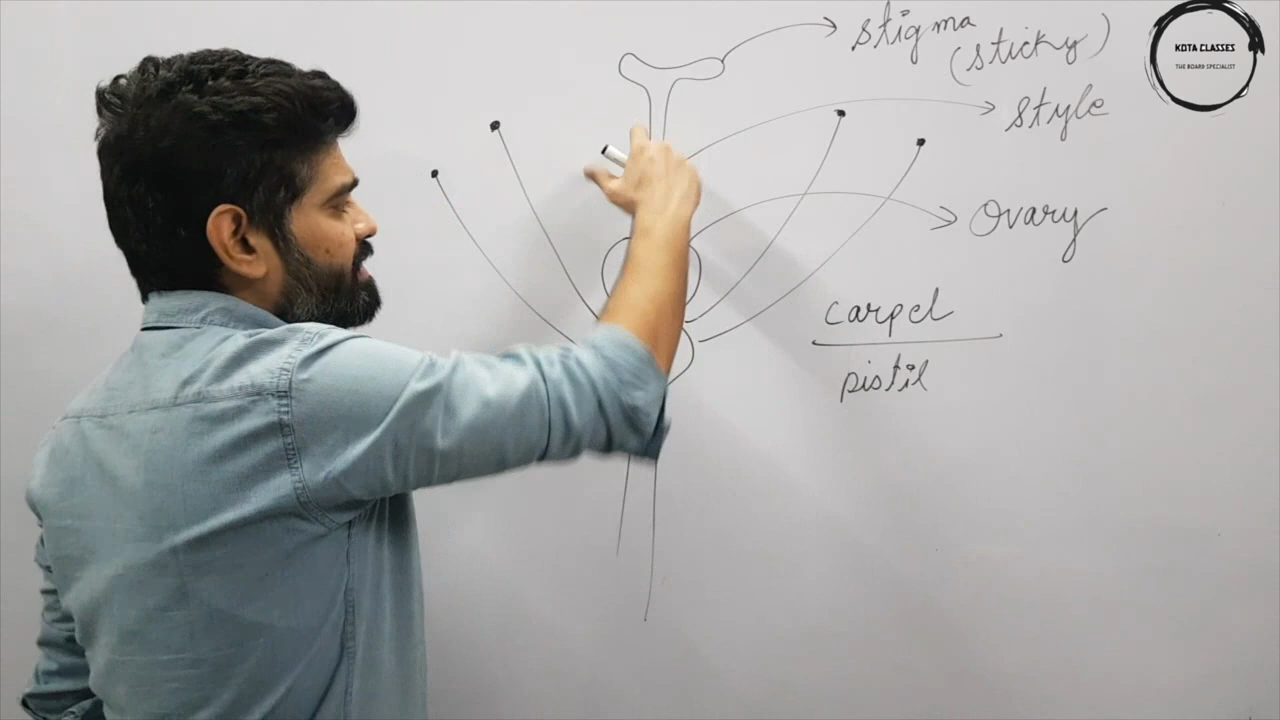 stigma
(sticky)
style
Ovary
carpel
pistil
KOTA CLASSES
THE BOARD SPECIALIST